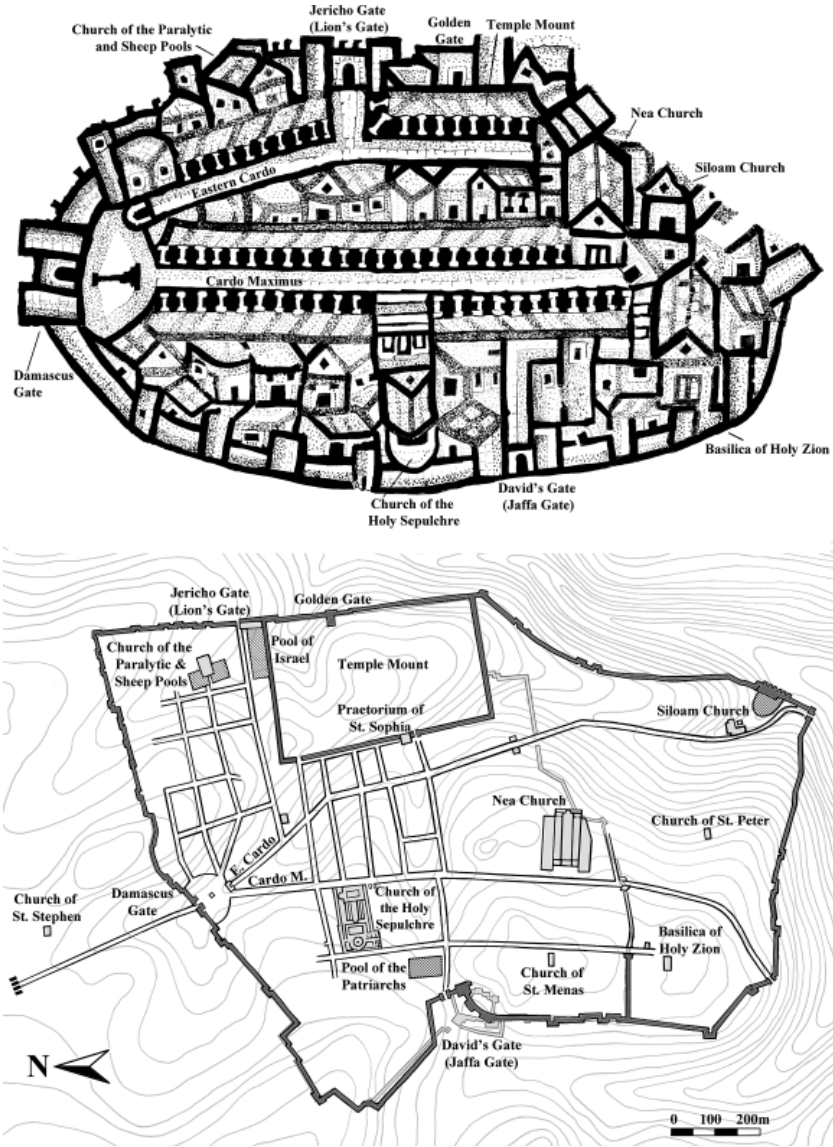 Jericho Gate
(Lion's Gate)
Golden
Gate
Temple Mount
Church of the Paralytic
and Sheep Pools
Nea Church
Siloam Church
Eastern Cardo
Cardo Maximus
Damascus
Gate
Basilica of Holy Zion
David's Gate
(Jaffa Gate)
Church of the
Holy Sepulchre
Jericho Gate
(Lion's Gate)
Golden Gate
Church of the
Paralytic &
Sheep Pools
Pool of
Israel
Temple Mount
Praetorium of
St. Sophia
Siloam Church
Nea Church
Church of St. Peter
E. Cardo
Cardo M.
Church of
St. Stephen
Damascus
Gate
Church of
the Holy
Sepulchre
Basilica of
Holy Zion
Pool of the
Patriarchs
Church of
St. Menas
David's Gate
(Jaffa Gate)
N
0 100 200m